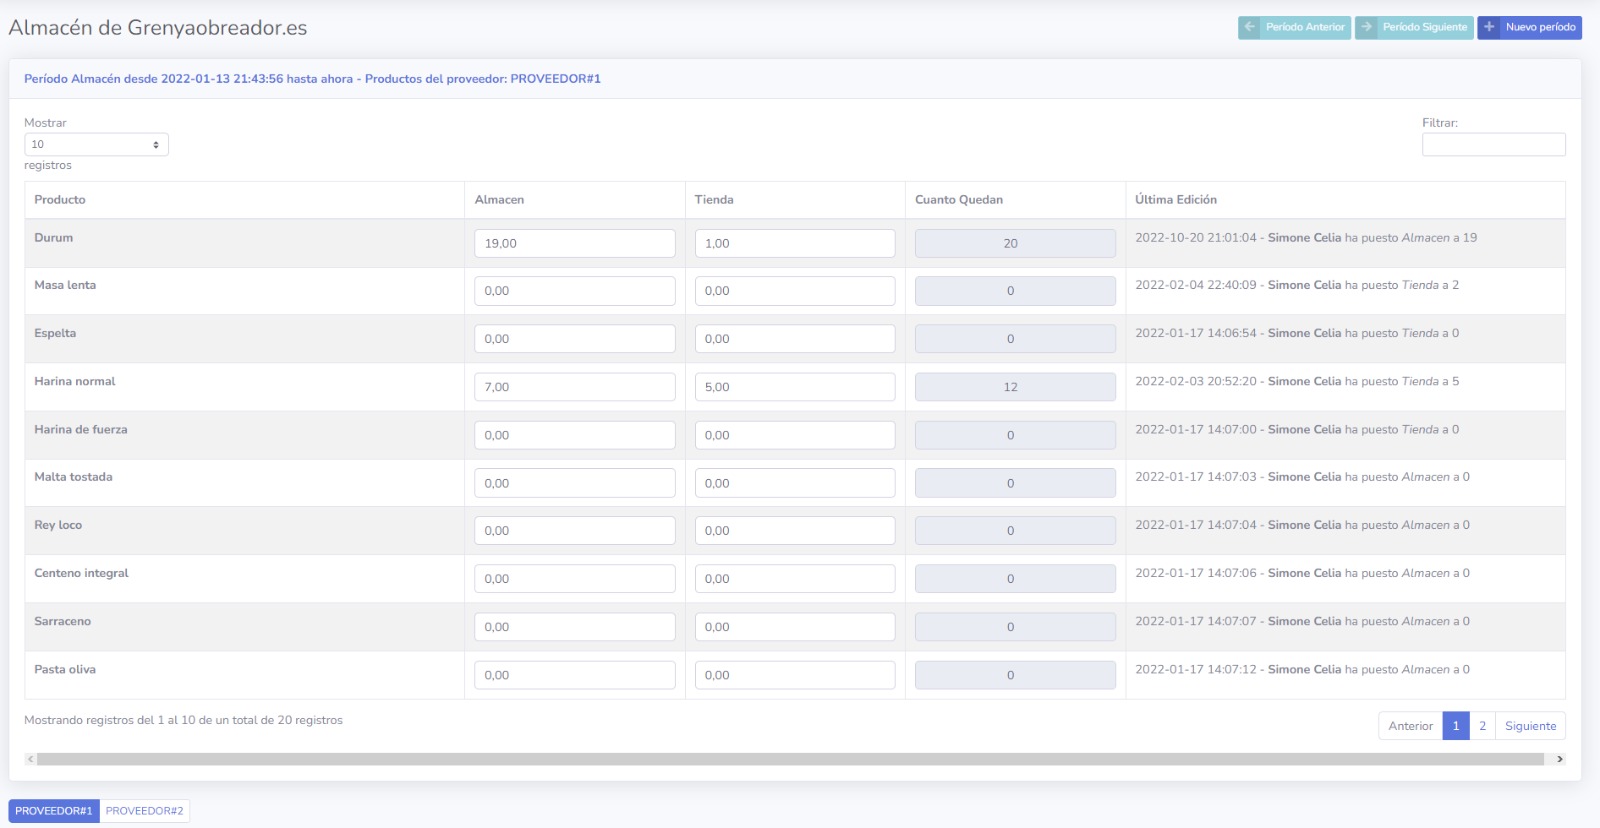 Almacén de Grenyaobreador.es
Período Anterior
Período Siguiente
Nuevo período
Período Almacén desde 2022-01-13 21:43:56 hasta ahora - Productos del proveedor: PROVEEDOR#1
Mostrar
10
registros
Filtrar:
Producto Almacen Tienda Cuanto Quedan Última Edición
Durum 19,00 1,00 20 2022-10-20 21:01:04 - Simone Celia ha puesto Almacen a 19
Masa lenta 0,00 0,00 0 2022-02-04 22:40:09 - Simone Celia ha puesto Tienda a 2
Espelta 0,00 0,00 0 2022-01-17 14:06:54 - Simone Celia ha puesto Tienda a 0
Harina normal 7,00 5,00 12 2022-02-03 20:52:20 - Simone Celia ha puesto Tienda a 5
Harina de fuerza 0,00 0,00 0 2022-01-17 14:07:00 - Simone Celia ha puesto Tienda a 0
Malta tostada 0,00 0,00 0 2022-01-17 14:07:03 - Simone Celia ha puesto Almacen a 0
Rey loco 0,00 0,00 0 2022-01-17 14:07:04 - Simone Celia ha puesto Almacen a 0
Centeno integral 0,00 0,00 0 2022-01-17 14:07:06 - Simone Celia ha puesto Almacen a 0
Sarraceno 0,00 0,00 0 2022-01-17 14:07:07 - Simone Celia ha puesto Almacen a 0
Pasta oliva 0,00 0,00 0 2022-01-17 14:07:12 - Simone Celia ha puesto Almacen a 0
Mostrando registros del 1 al 10 de un total de 20 registros
Anterior 1 2 Siguiente
PROVEEDOR#1 PROVEEDOR#2